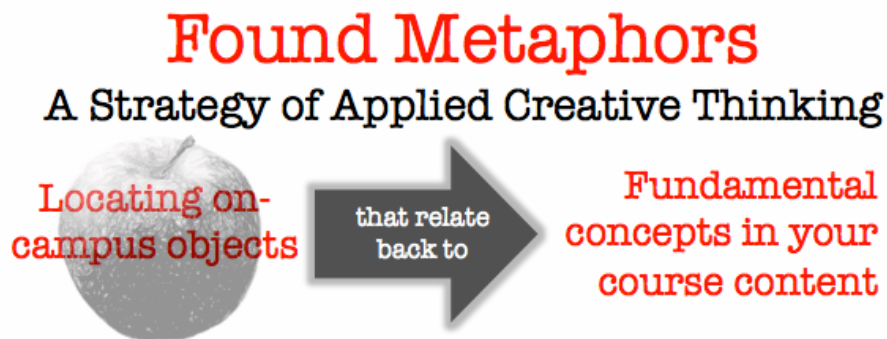 Found Metaphors
A Strategy of Applied Creative Thinking
Locating on-
campus objects
that relate
back to
Fundamental
concepts in your
course content